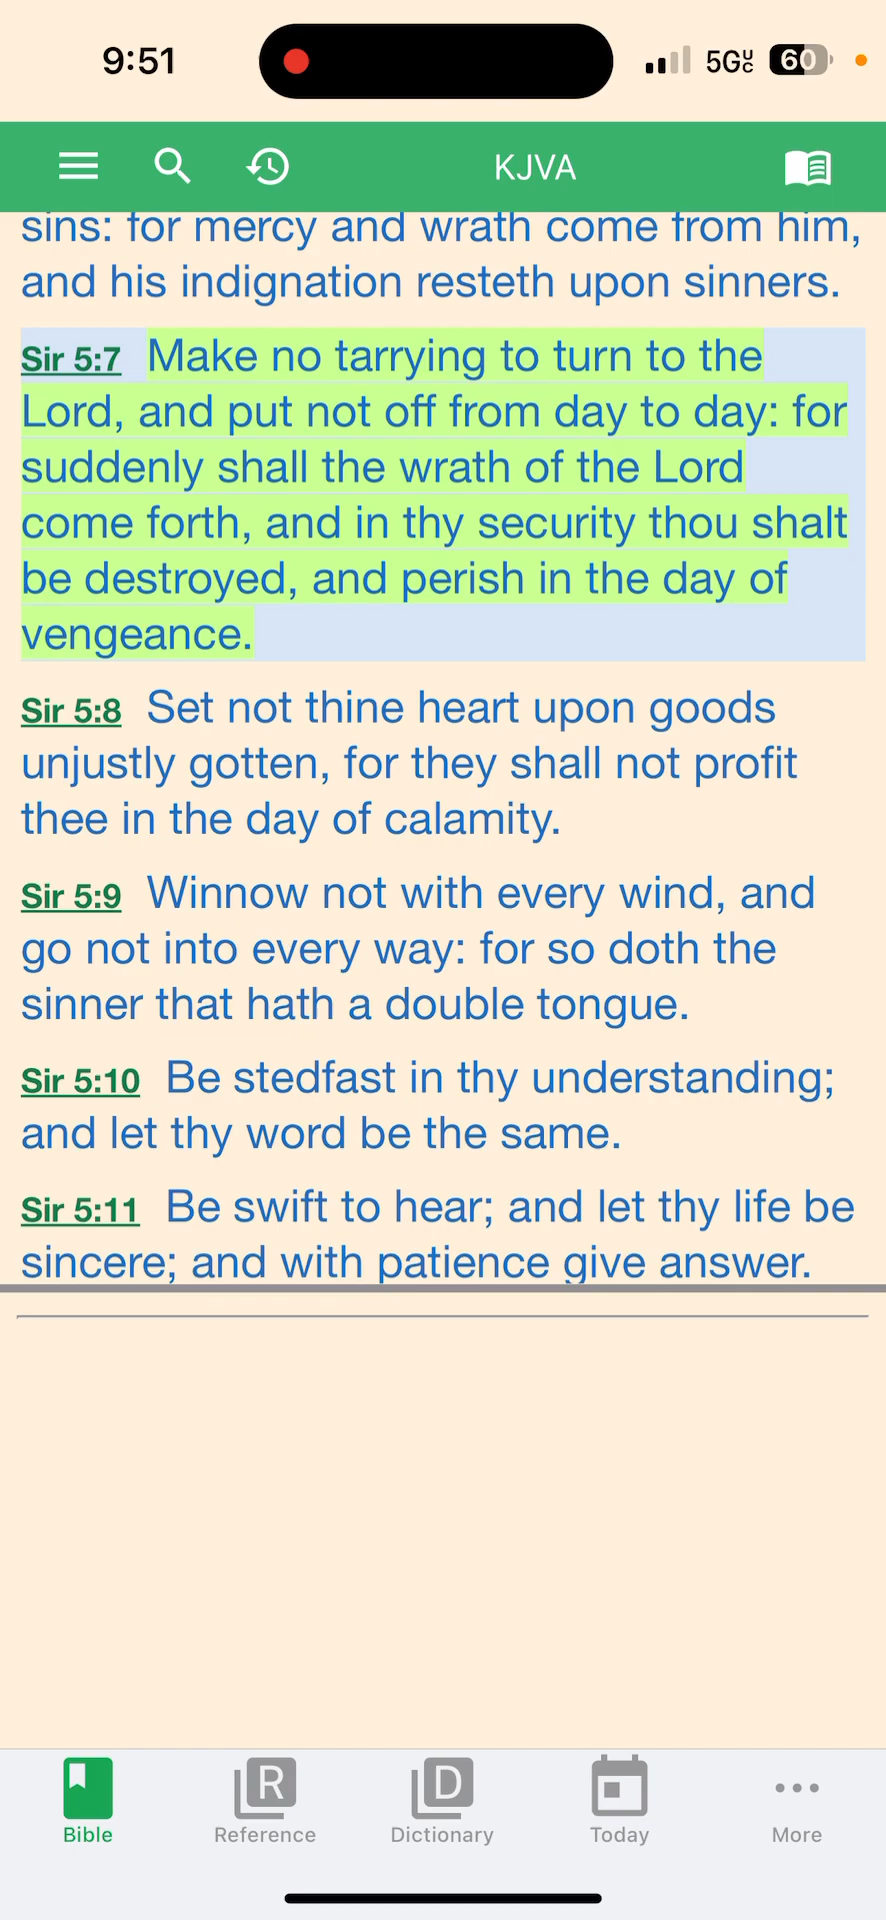 9:51
5GUC
60
KJVA
sins: for mercy and wrath come from him,
and his indignation resteth upon sinners.
Sir 5:7 Make no tarrying to turn to the
Lord, and put not off from day to day: for
suddenly shall the wrath of the Lord
come forth, and in thy security thou shalt
be destroyed, and perish in the day of
vengeance.
Sir 5:8 Set not thine heart upon goods
unjustly gotten, for they shall not profit
thee in the day of calamity.
Sir 5:9 Winnow not with every wind, and
go not into every way: for so doth the
sinner that hath a double tongue.
Sir 5:10 Be stedfast in thy understanding;
and let thy word be the same.
Sir 5:11 Be swift to hear; and let thy life be
sincere; and with patience give answer.
R
D
Bible
Reference
Dictionary
Today
More